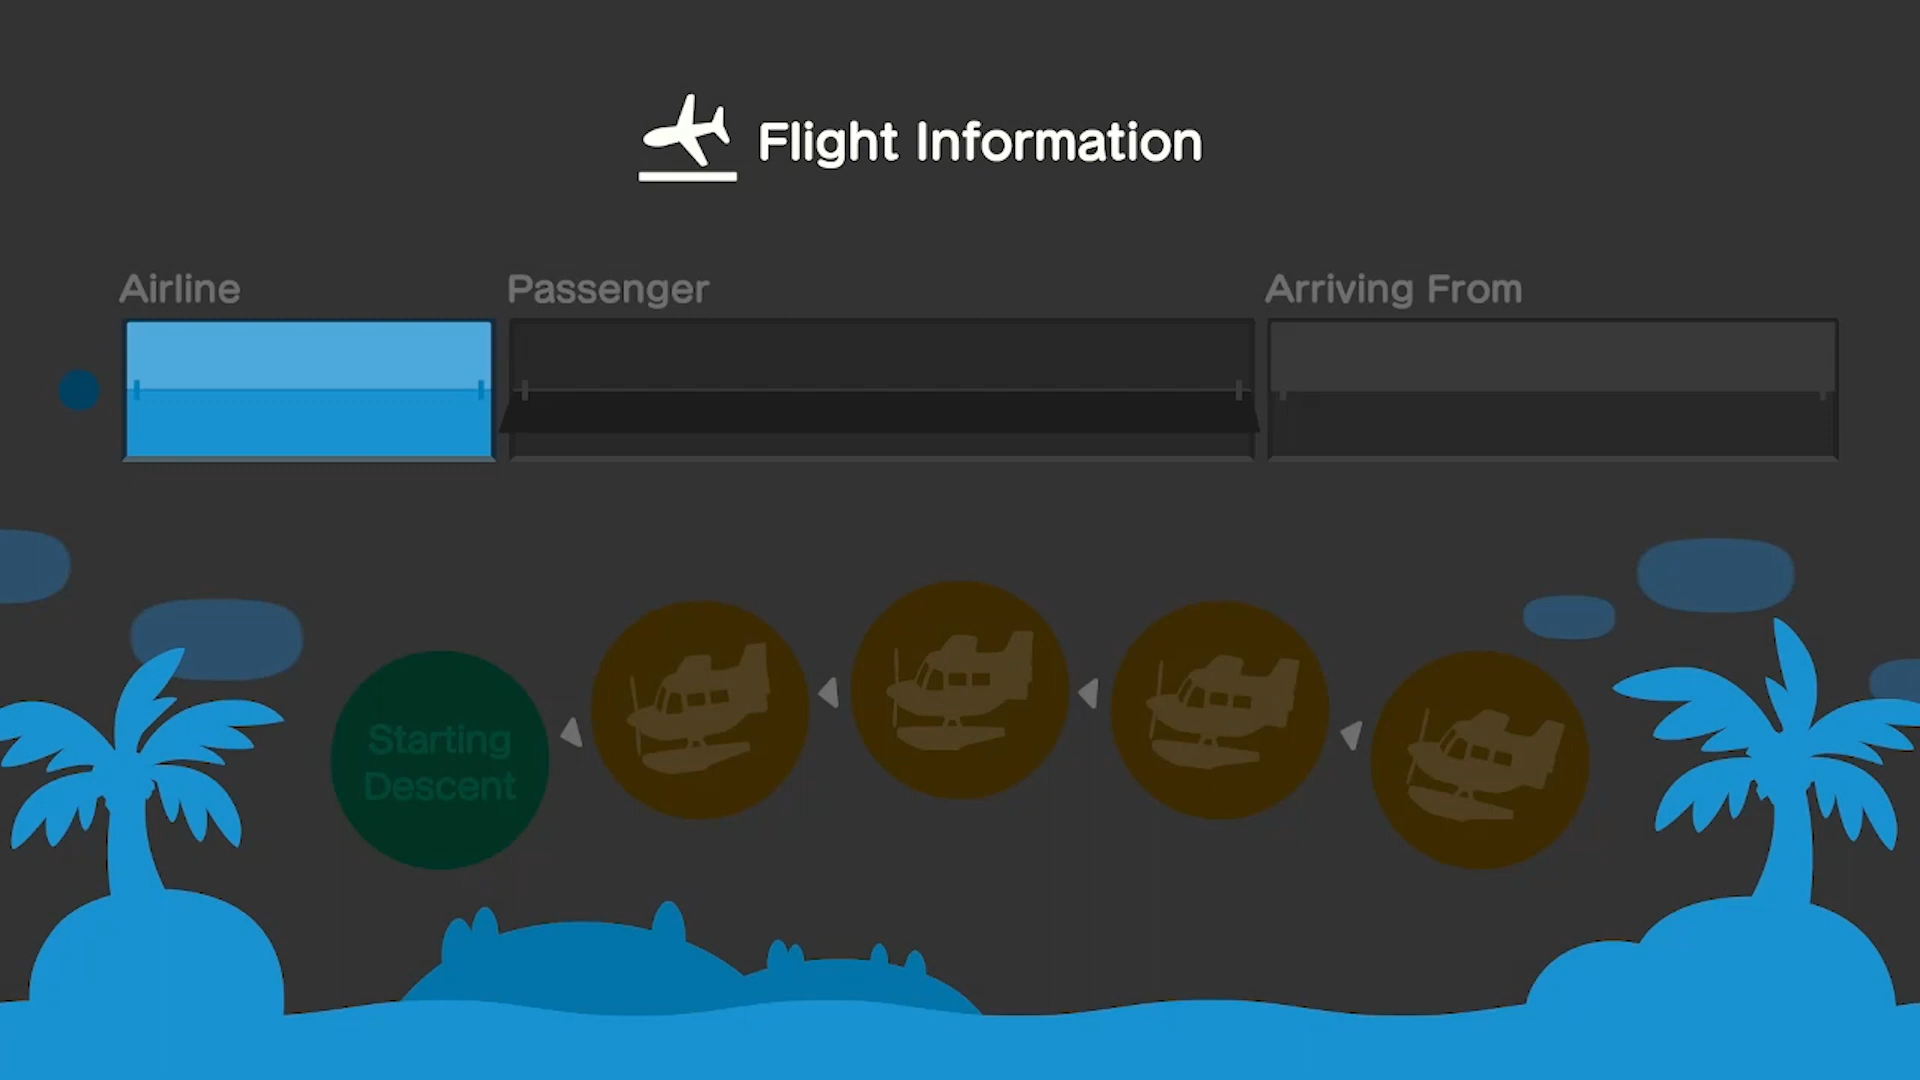 Flight Information
Airline
Passenger
Arriving From
Starting
Descent